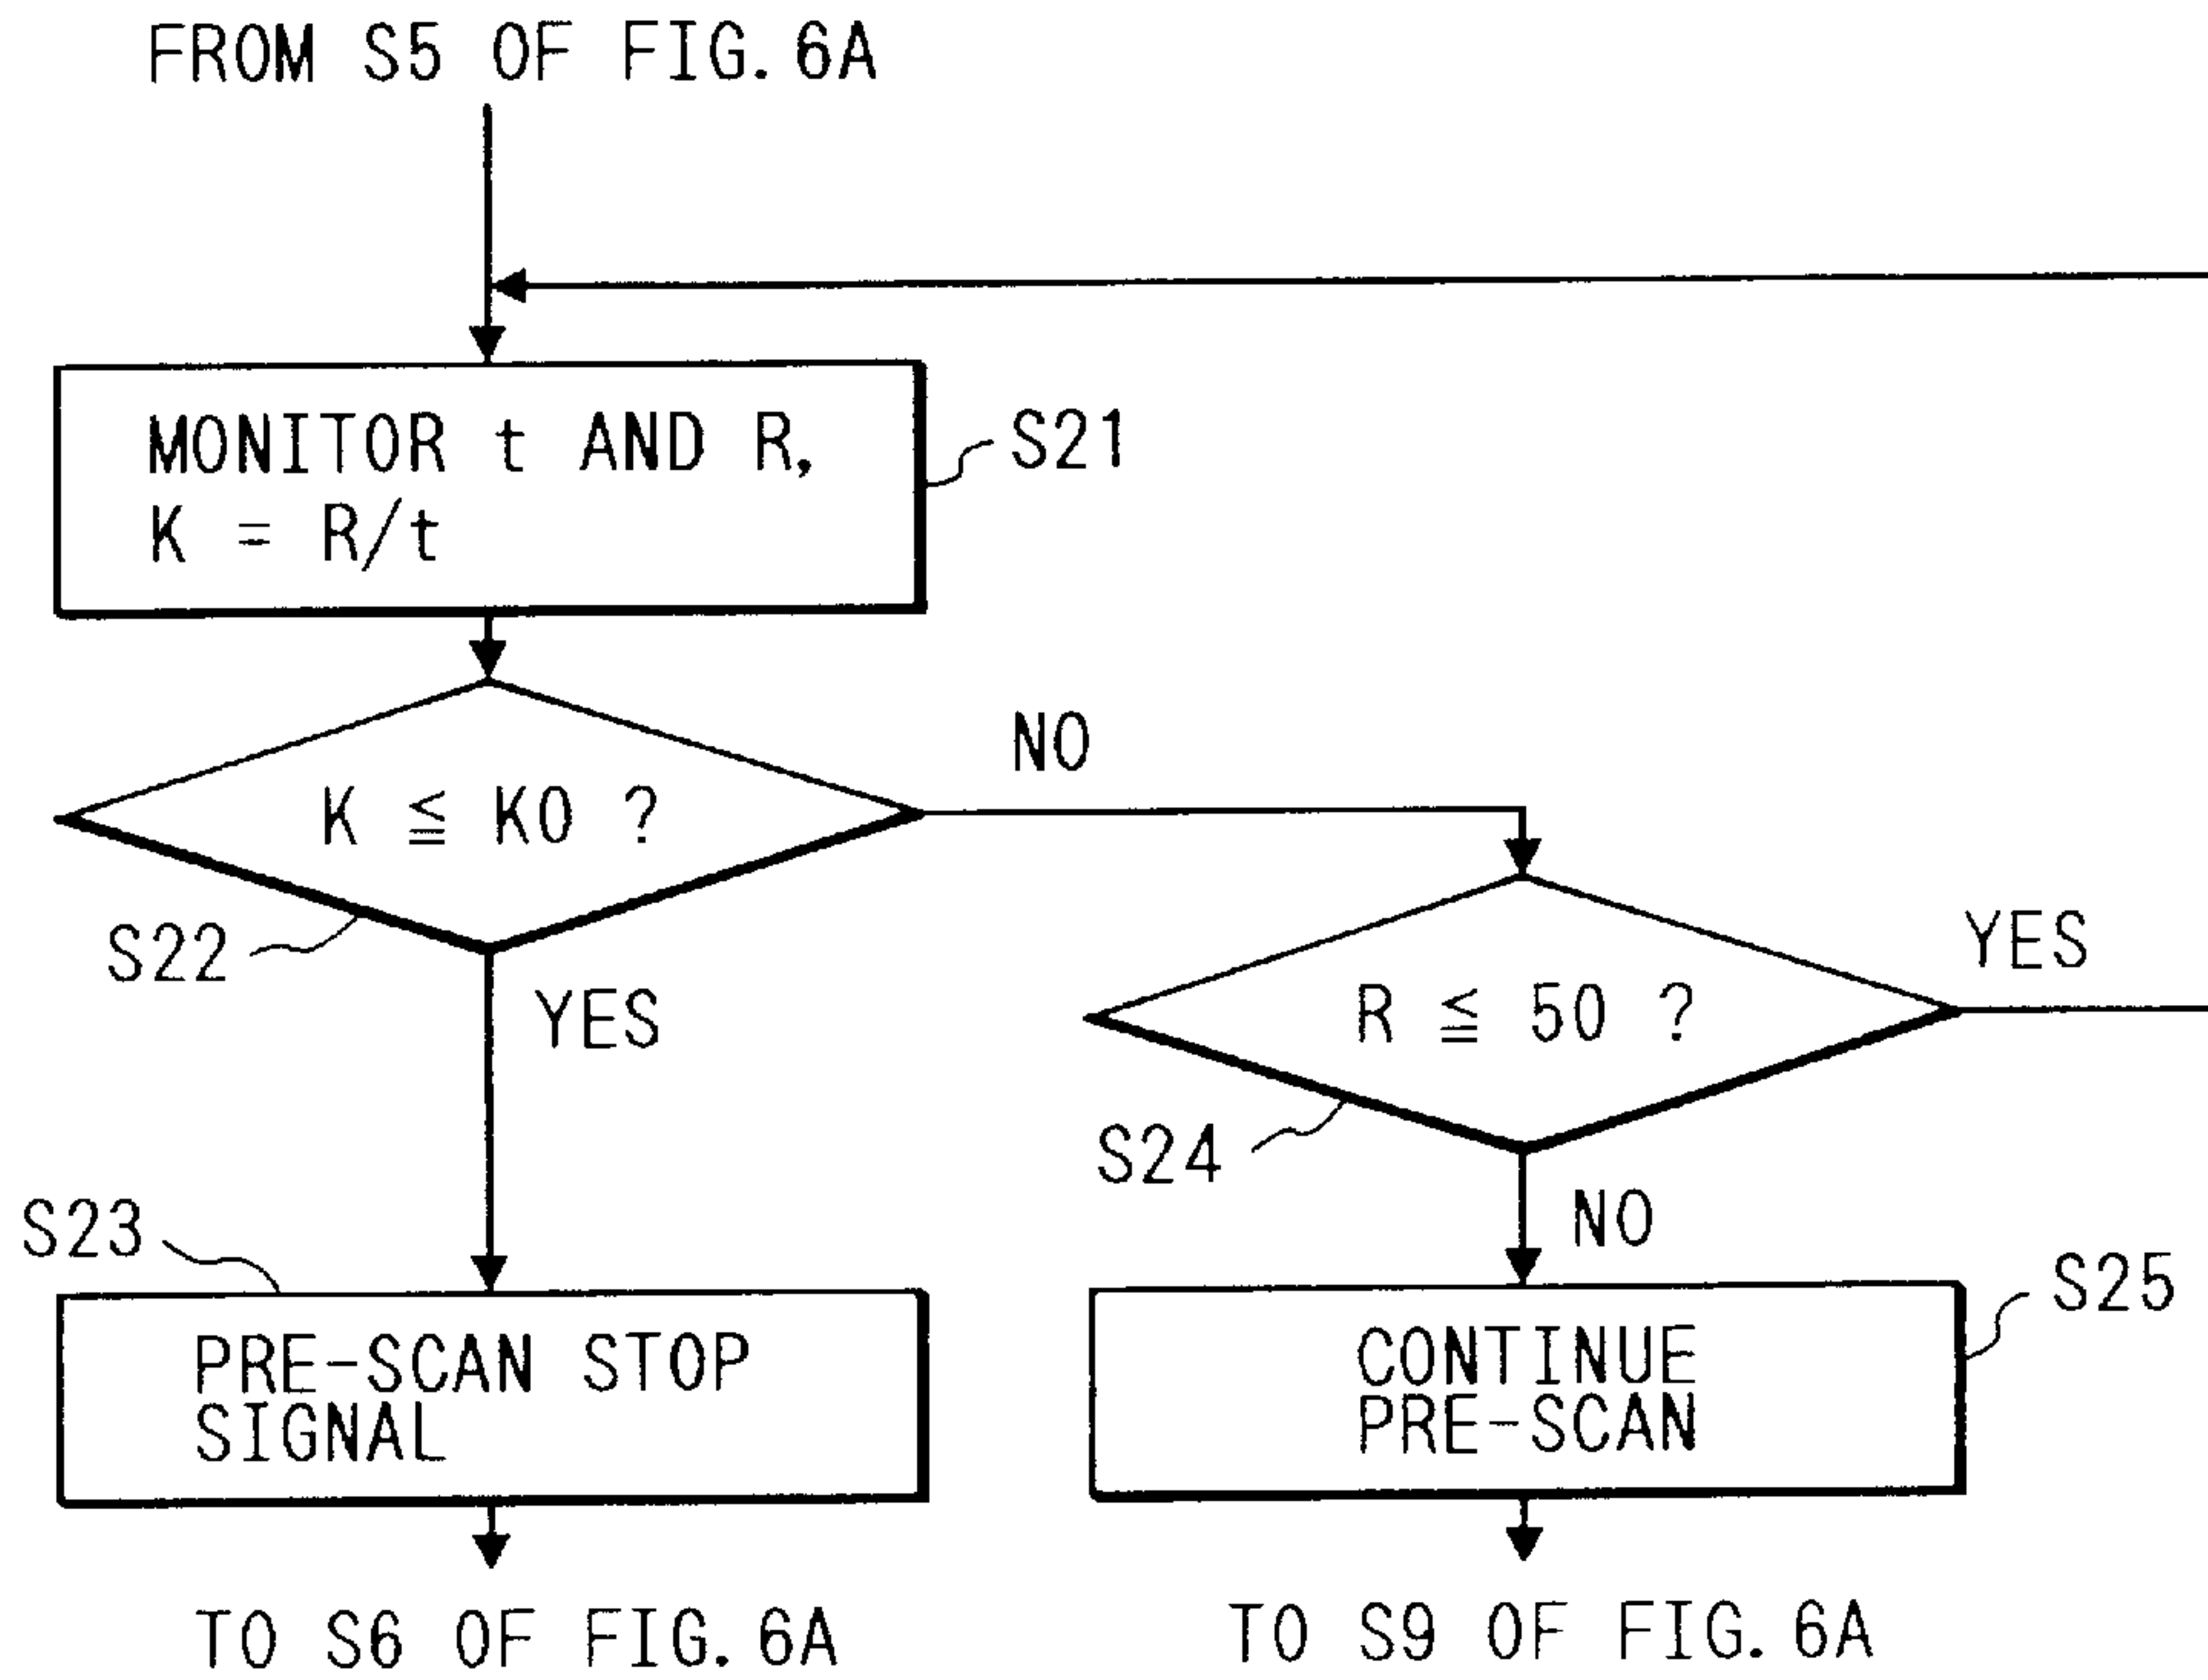 FROM S5 OF FIG. 6A
MONITOR t AND R,
K = R/t
S21
K ≦ K0 ?
NO
S22
YES
R ≦ 50 ?
YES
S24
NO
S23
PRE-SCAN STOP
SIGNAL
S25
CONTINUE
PRE-SCAN
TO S6 OF FIG. 6A
TO S9 OF FIG. 6A